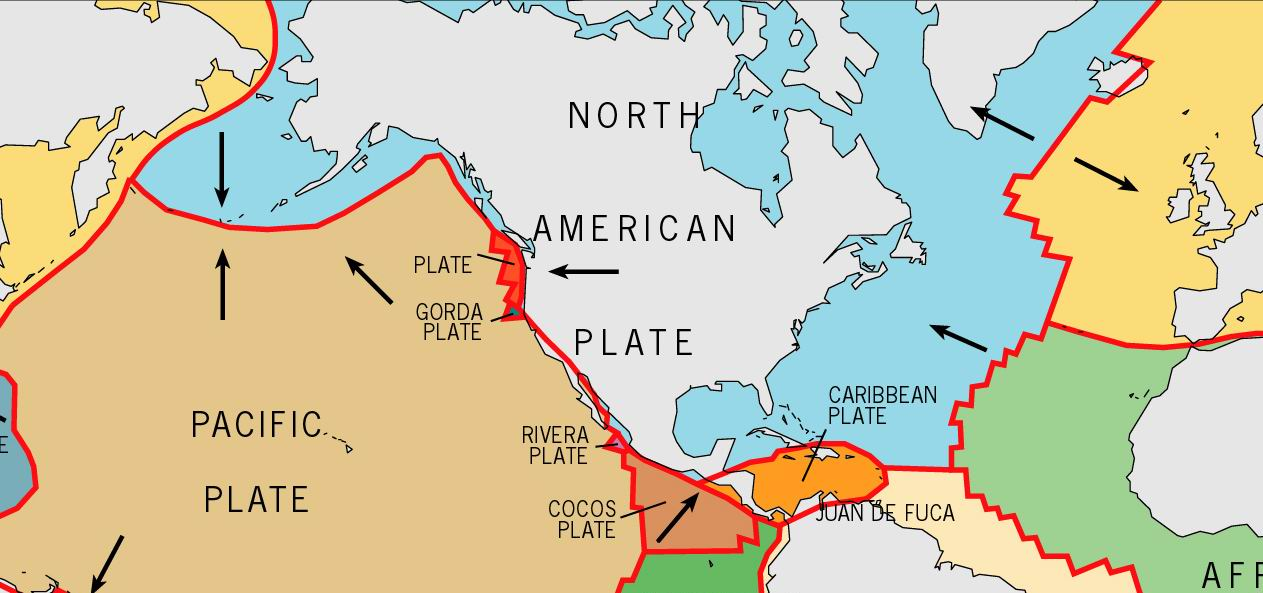 NORTH
AMERICAN
PLATE
PLATE
GORDA
PLATE
PACIFIC
PLATE
CARIBBEAN
PLATE
RIVERA
PLATE
COCOS
PLATE
JUAN DE FUCA
E
AFR